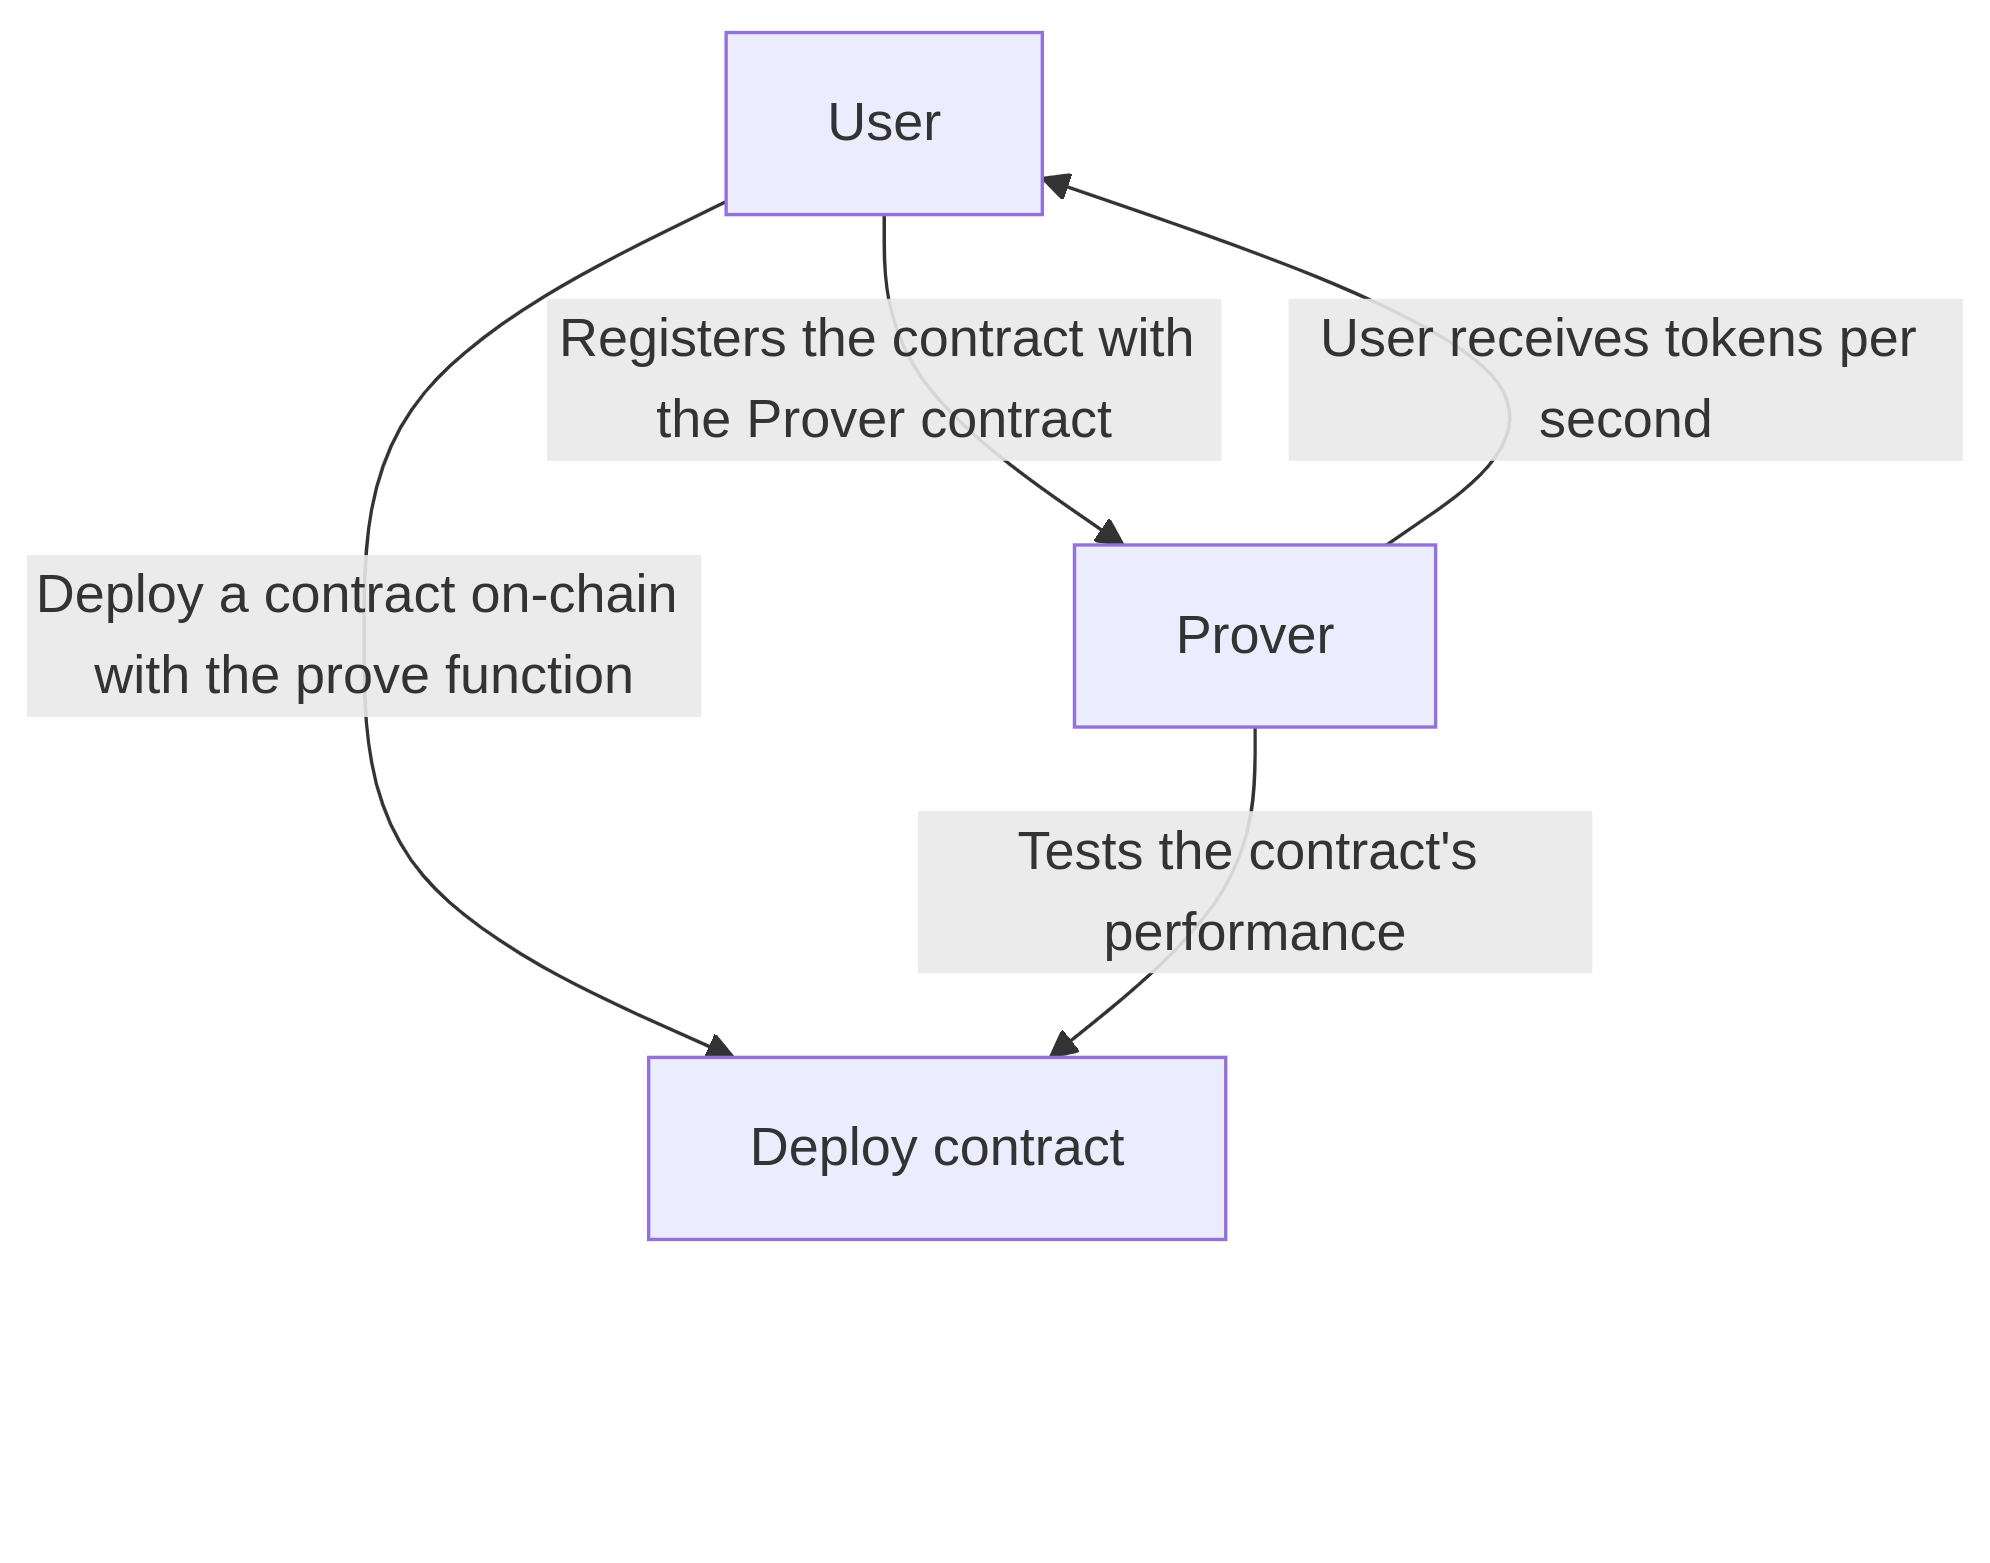 User
Registers the contract with
the Prover contract
User receives tokens per
second
Deploy a contract on-chain
with the prove function
Prover
Tests the contract's
performance
Deploy contract